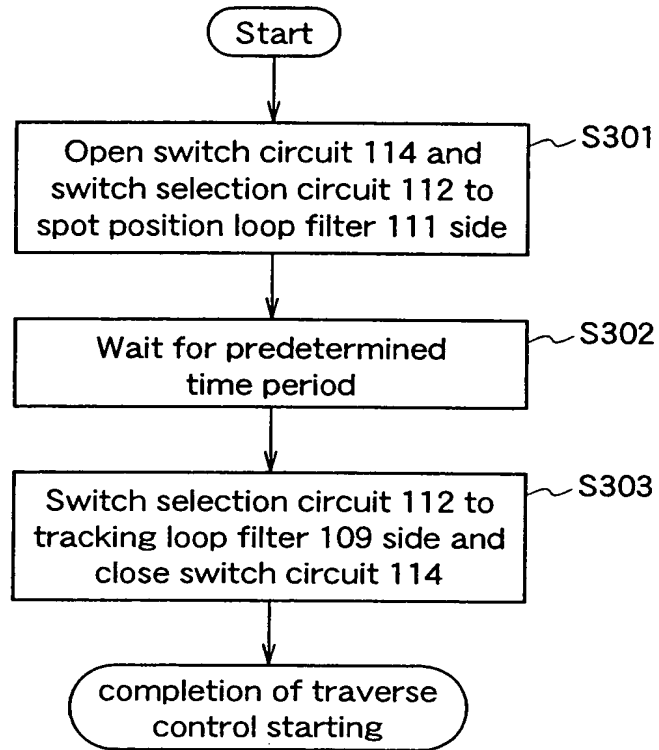 Start
Open switch circuit 114 and
switch selection circuit 112 to
spot position loop filter 111 side
S301
Wait for predetermined
time period
S302
Switch selection circuit 112 to
tracking loop filter 109 side and
close switch circuit 114
S303
completion of traverse
control starting